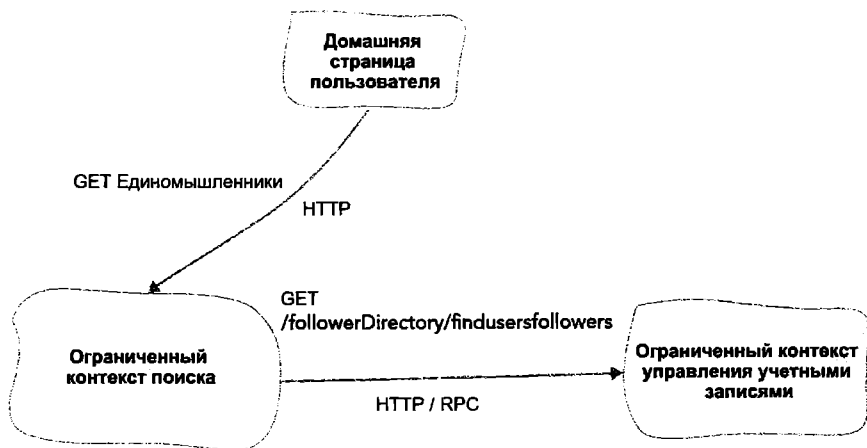 Домашняя
страница
пользователя
GET Единомышленники
HTTP
GET
/followerDirectory/findusersfollowers
Ограниченный
контекст поиска
Ограниченный контекст
управления учетными
записями
HTTP / RPC